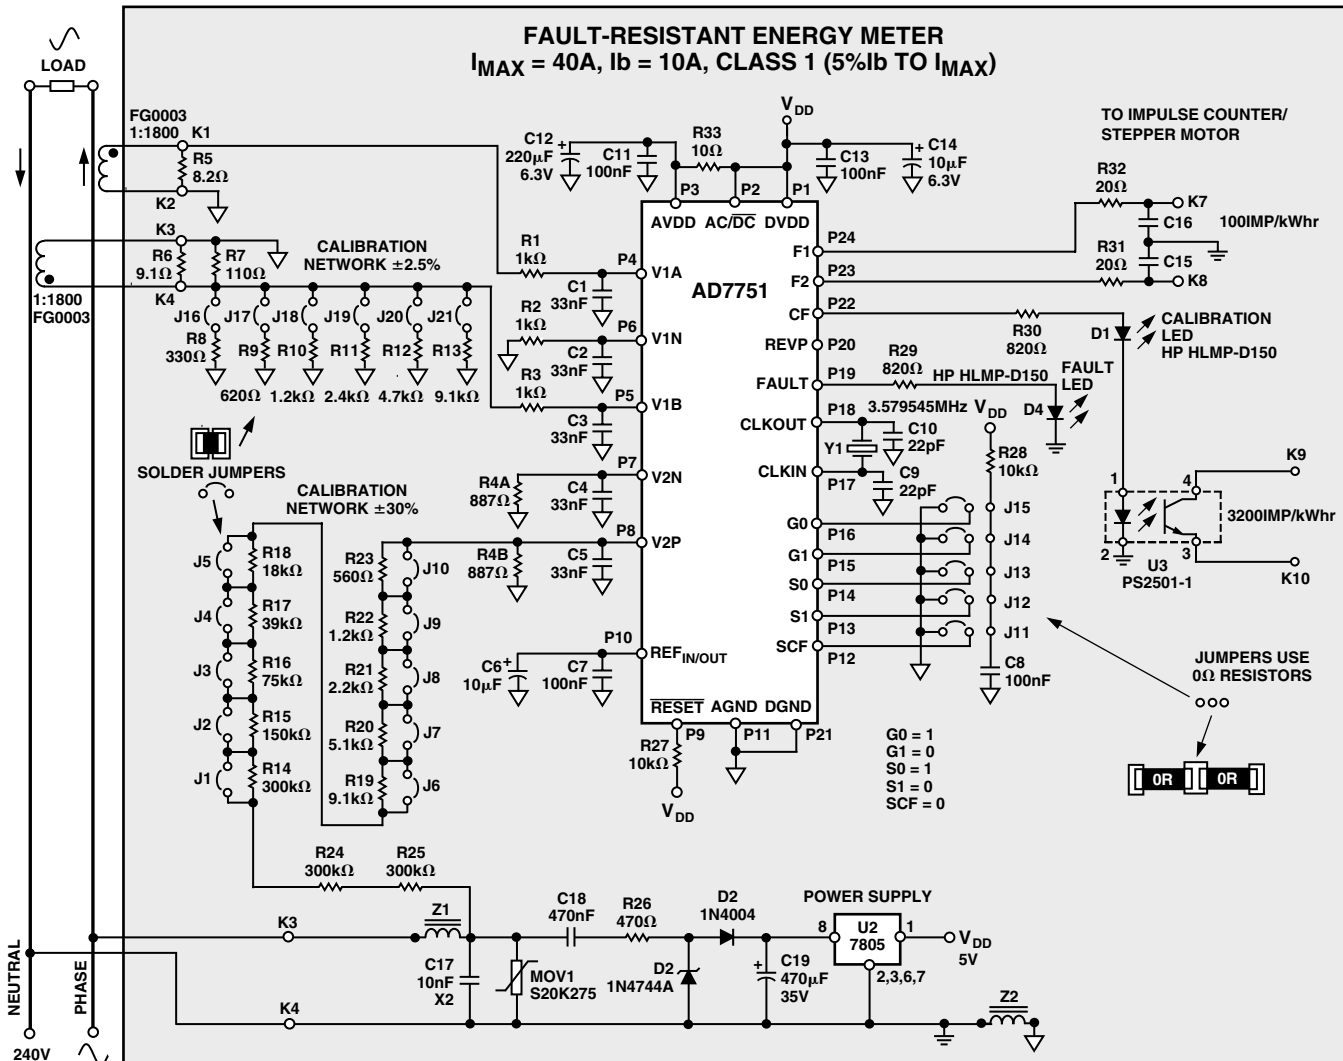 FAULT-RESISTANT ENERGY METER
IMAX = 40A, Ib = 10A, CLASS 1 (5%Ib TO IMAX)
LOAD
FG0003
1:1800
K1
R5
8.2Ω
K2
K3
R6
9.1Ω
K4
R7
110Ω
1:1800
FG0003
CALIBRATION
NETWORK ±2.5%
J16
J17
J18
J19
J20
J21
R8
330Ω
R9
R10
R11
R12
R13
620Ω
1.2kΩ
2.4kΩ
4.7kΩ
9.1kΩ
SOLDER JUMPERS
CALIBRATION
NETWORK ±30%
J5
R18
18kΩ
J4
R17
39kΩ
J3
R16
75kΩ
J2
R15
150kΩ
J1
R14
300kΩ
R23
560Ω
J10
R22
1.2kΩ
J9
R21
2.2kΩ
J8
R20
5.1kΩ
J7
R19
9.1kΩ
J6
R24
300kΩ
R25
300kΩ
C12
220μF
6.3V
C11
100nF
R33
10Ω
VDD
C13
100nF
C14
10μF
6.3V
P3
P2
P1
AVDD
AC/DC
DVDD
AD7751
R1
1kΩ
P4
V1A
C1
33nF
R2
1kΩ
P6
V1N
C2
33nF
R3
1kΩ
P5
V1B
C3
33nF
P7
V2N
R4A
887Ω
C4
33nF
P8
V2P
R4B
887Ω
C5
33nF
P10
REFIN/OUT
C6
10μF
C7
100nF
RESET
AGND
DGND
P9
P11
P21
R27
10kΩ
VDD
F1
P24
F2
P23
CF
P22
REVP
P20
FAULT
P19
CLKOUT
P18
CLKIN
P17
G0
P16
G1
P15
S0
P14
S1
P13
SCF
P12
TO IMPULSE COUNTER/
STEPPER MOTOR
R32
20Ω
K7
C16
100IMP/kWhr
R31
20Ω
C15
K8
R30
820Ω
D1
CALIBRATION
LED
HP HLMP-D150
R29
820Ω
HP HLMP-D150
FAULT
LED
D4
3.579545MHz
Y1
C10
22pF
C9
22pF
VDD
R28
10kΩ
J15
J14
J13
J12
J11
C8
100nF
1
2
4
3
K9
3200IMP/kWhr
K10
U3
PS2501-1
JUMPERS USE
0Ω RESISTORS
0R
0R
G0 = 1
G1 = 0
S0 = 1
S1 = 0
SCF = 0
NEUTRAL
PHASE
240V
K3
K4
Z1
C17
10nF
X2
MOV1
S20K275
C18
470nF
R26
470Ω
D2
1N4004
D2
1N4744A
C19
470μF
35V
POWER SUPPLY
8
U2
7805
1
2,3,6,7
VDD
5V
Z2